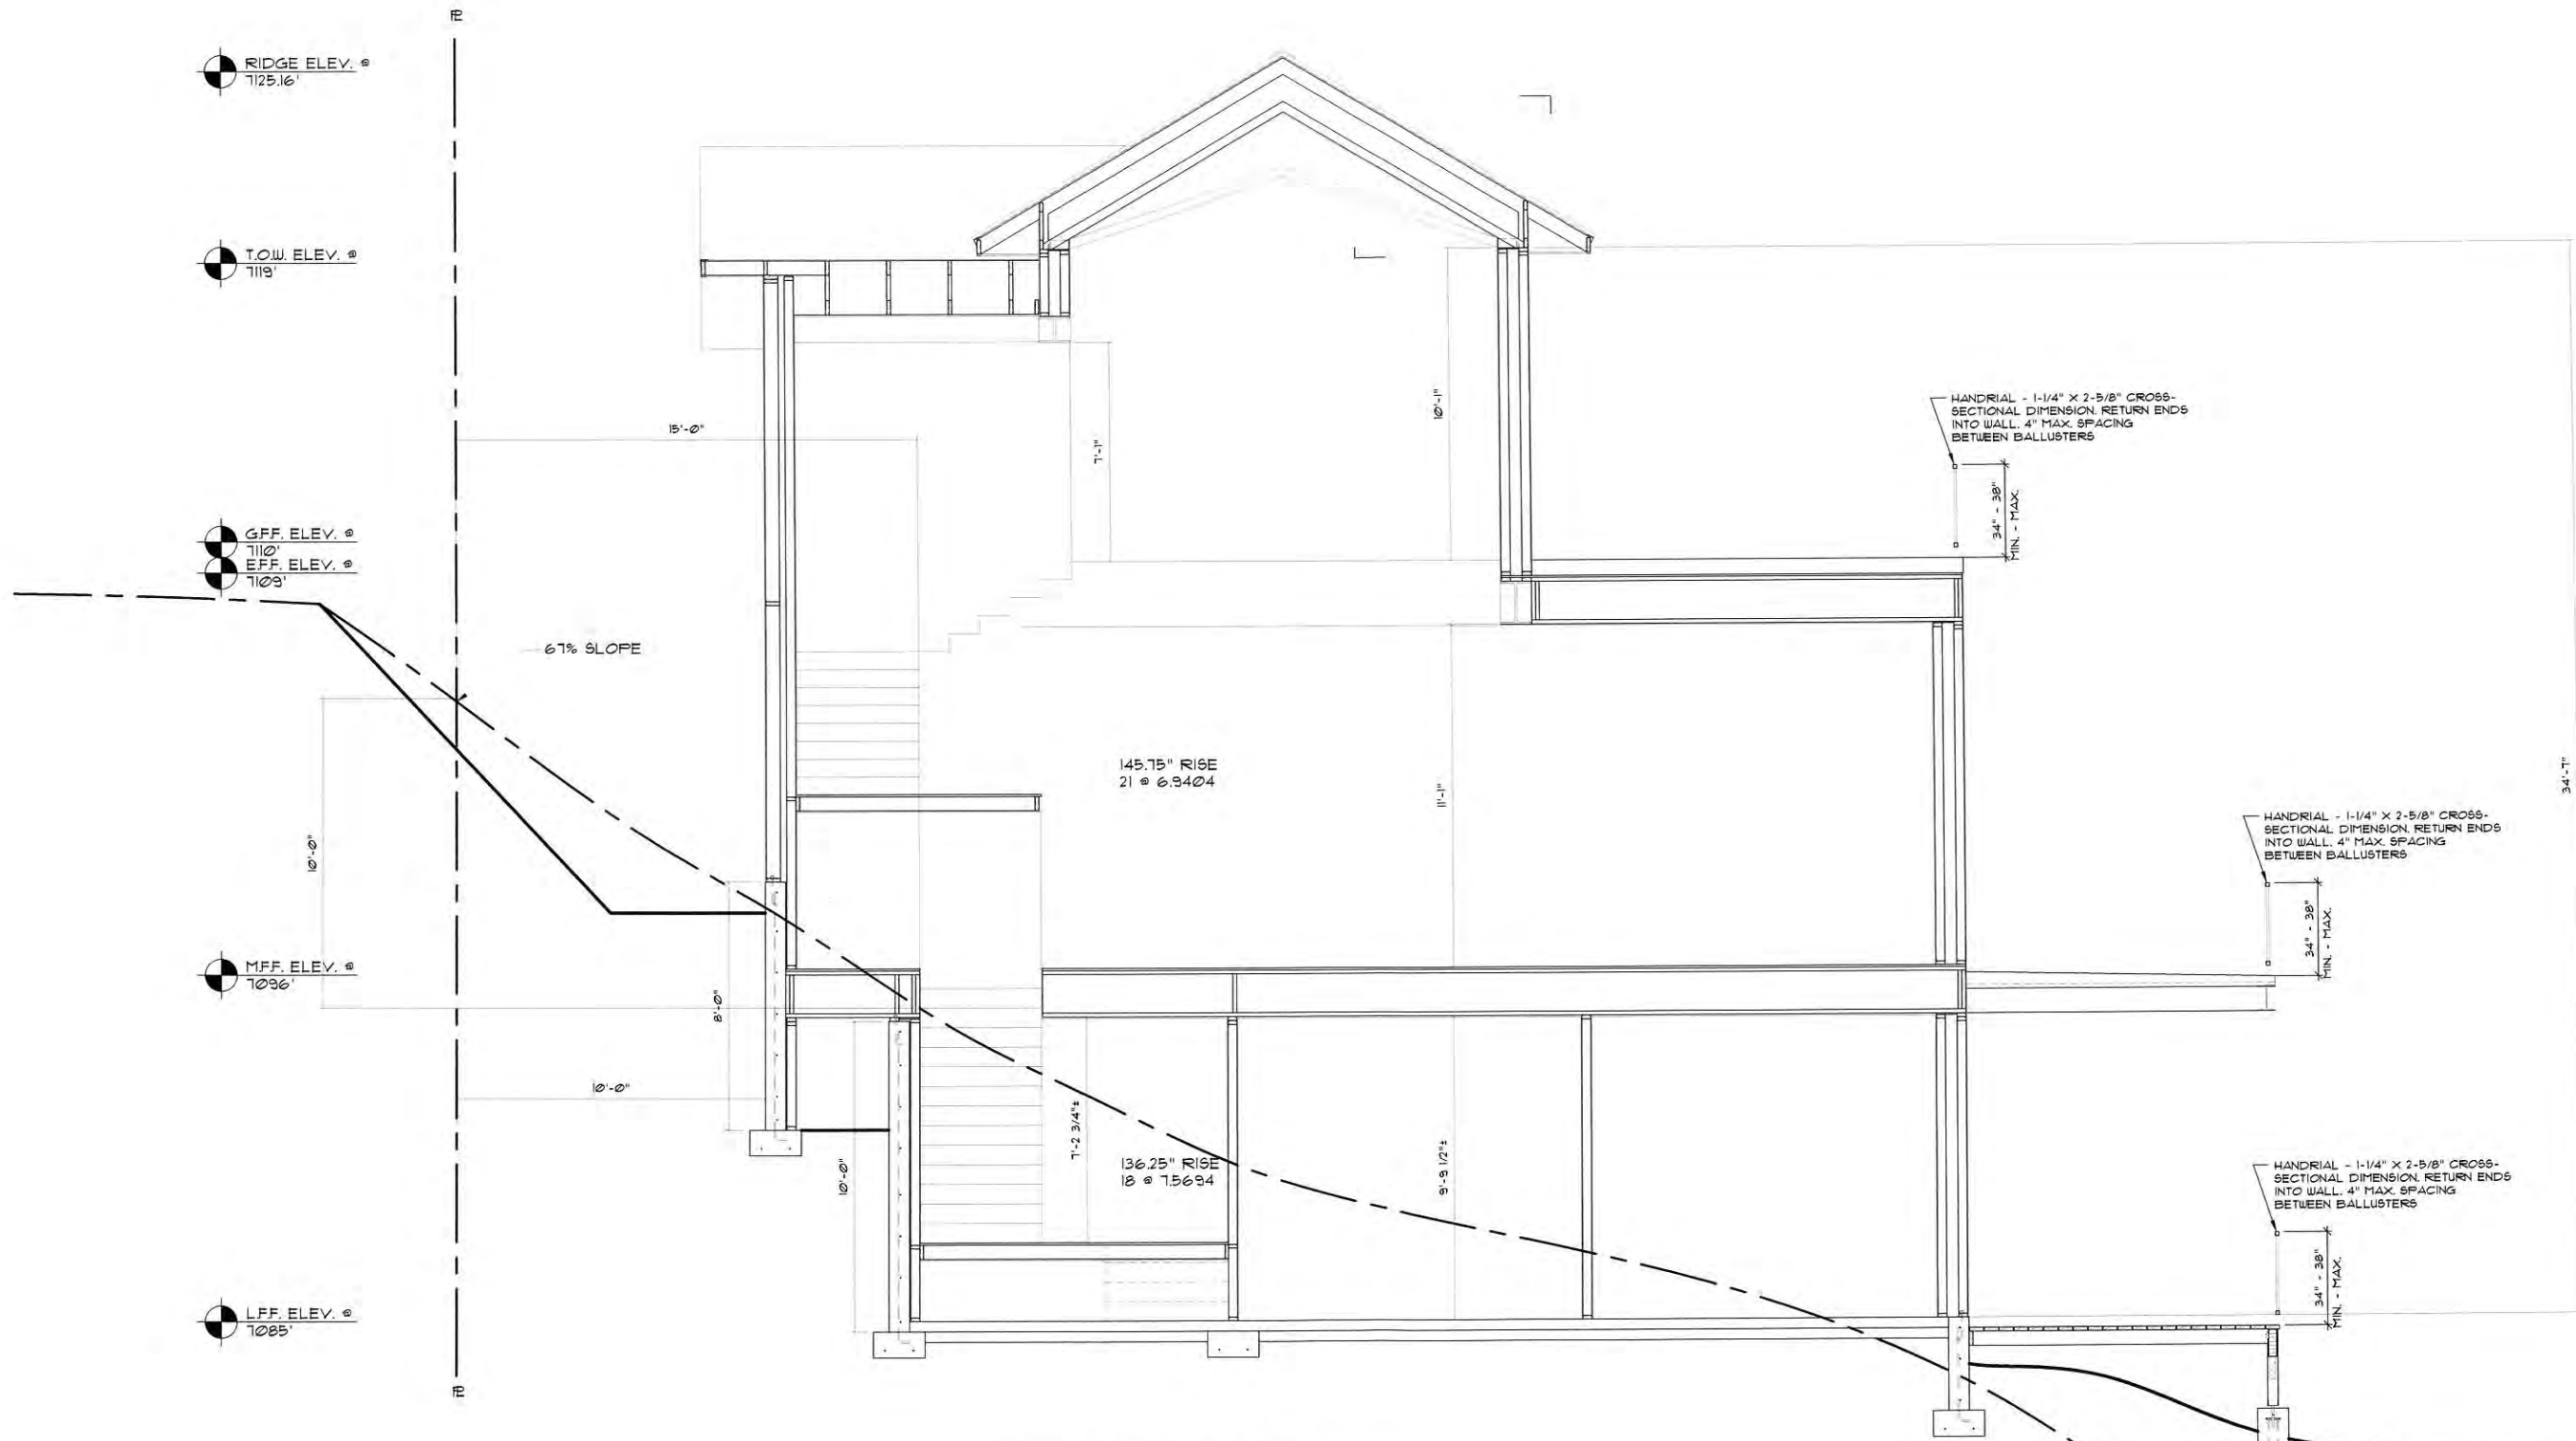 PL
RIDGE ELEV. @
7125.16'
T.O.W. ELEV. @
7119'
G.F.F. ELEV. @
7110'
E.F.F. ELEV. @
7109'
M.F.F. ELEV. @
7096'
L.F.F. ELEV. @
7085'
PL
15'-0"
67% SLOPE
10'-0"
10'-0"
8'-0"
10'-0"
7'-1"
10'-1"
145.75" RISE
21 @ 6.9404
11'-1"
7'-2 3/4"±
136.25" RISE
18 @ 7.5694
9'-9 1/2"±
HANDRIAL - 1-1/4" X 2-5/8" CROSS-
SECTIONAL DIMENSION. RETURN ENDS
INTO WALL. 4" MAX. SPACING
BETWEEN BALLUSTERS
34" - 38"
MIN. - MAX.
34'-7"
HANDRIAL - 1-1/4" X 2-5/8" CROSS-
SECTIONAL DIMENSION. RETURN ENDS
INTO WALL. 4" MAX. SPACING
BETWEEN BALLUSTERS
34" - 38"
MIN. - MAX.
HANDRIAL - 1-1/4" X 2-5/8" CROSS-
SECTIONAL DIMENSION. RETURN ENDS
INTO WALL. 4" MAX. SPACING
BETWEEN BALLUSTERS
34" - 38"
MIN. - MAX.